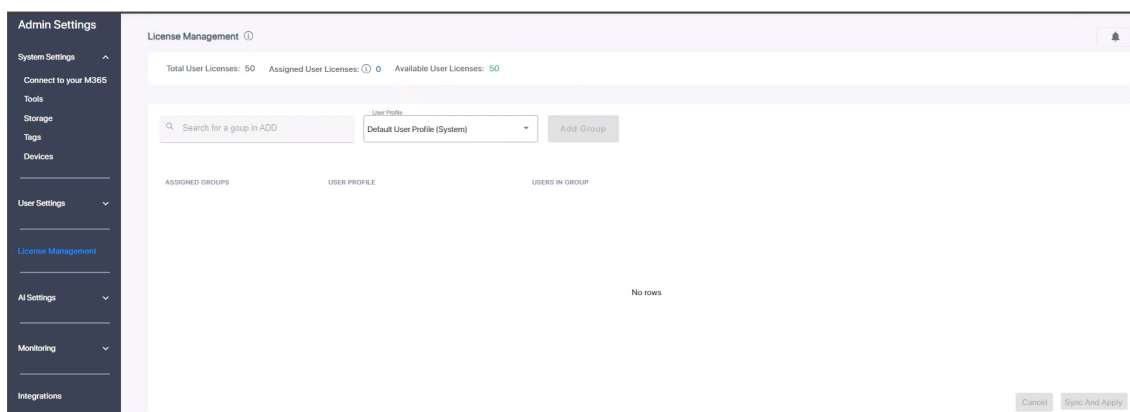 Admin Settings
System Settings
Connect to your M365
Tools
Storage
Tags
Devices
User Settings
License Management
AI Settings
Monitoring
Integrations
License Management
Total User Licenses: 50 Assigned User Licenses: 0 Available User Licenses: 50
Search for a goup in ADD
User Profile
Default User Profile (System)
Add Group
ASSIGNED GROUPS USER PROFILE USERS IN GROUP
No rows
Cancel Sync And Apply